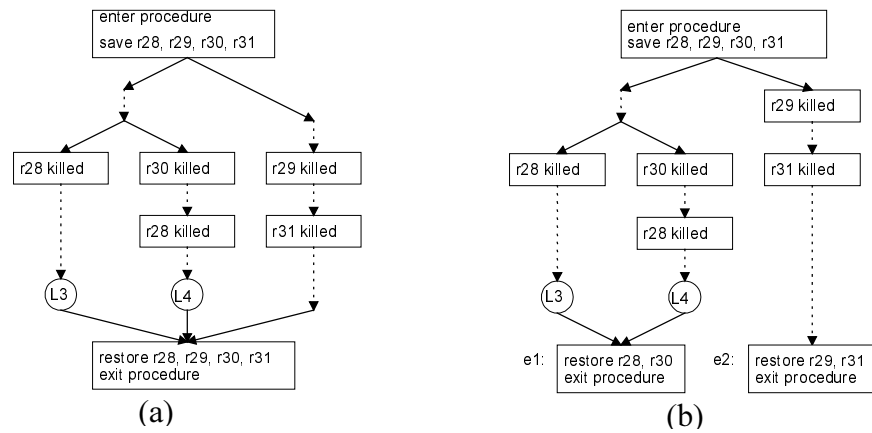 enter procedure
save r28, r29, r30, r31
r28 killed
r30 killed
r29 killed
r28 killed
r31 killed
L3
L4
restore r28, r29, r30, r31
exit procedure
(a)
enter procedure
save r28, r29, r30, r31
r29 killed
r28 killed
r30 killed
r31 killed
r28 killed
L3
L4
e1:
restore r28, r30
exit procedure
e2:
restore r29, r31
exit procedure
(b)